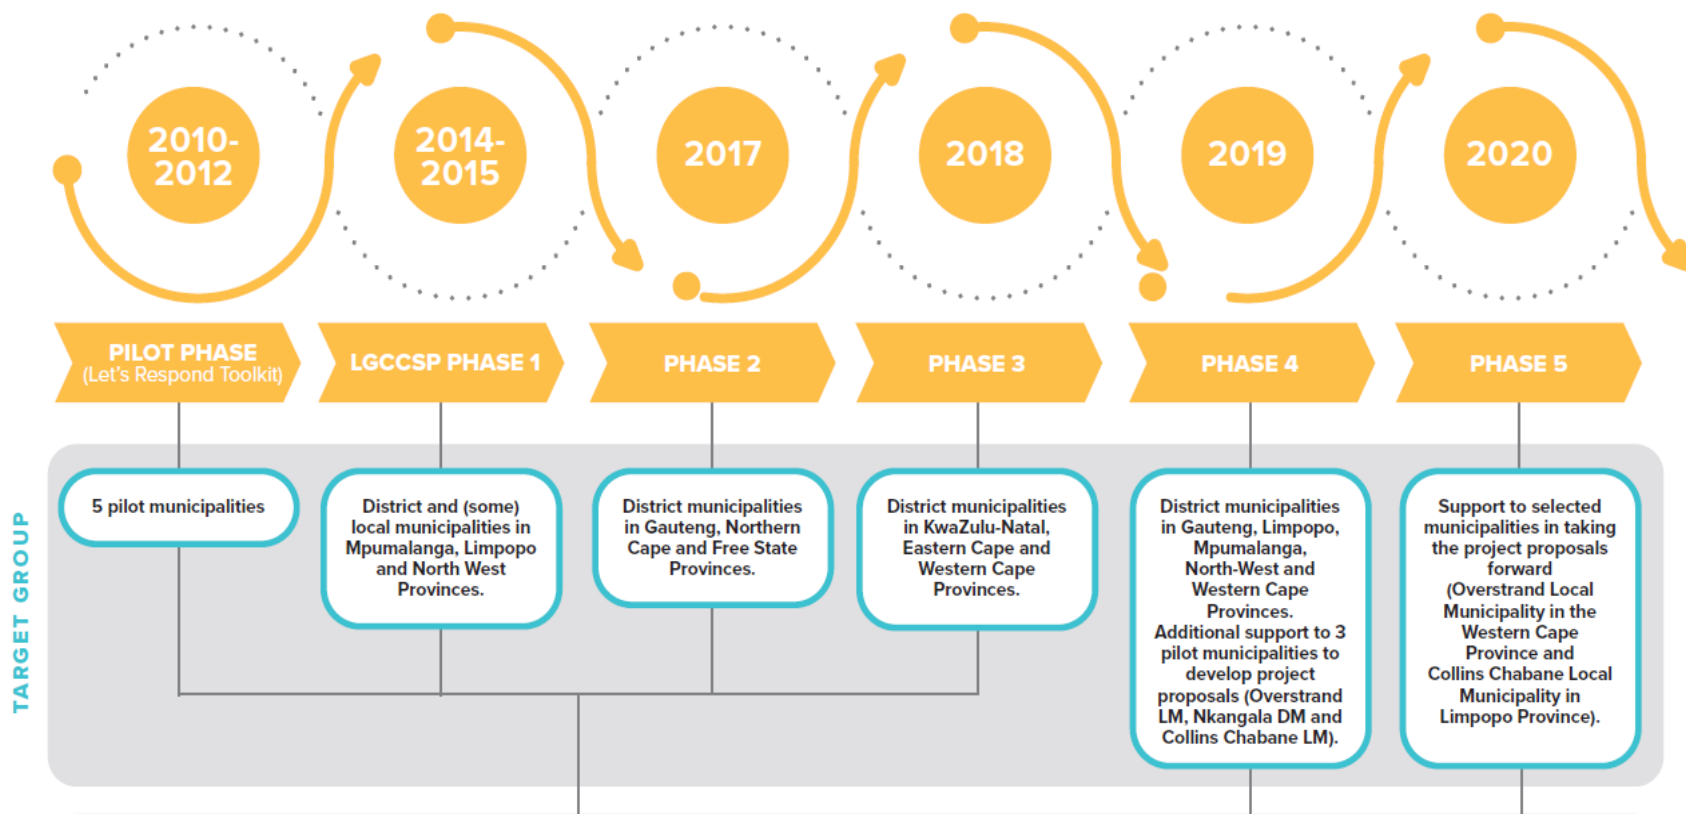 2010-
2012
2014-
2015
2017
2018
2019
2020
PILOT PHASE
(Let's Respond Toolkit)
LGCCSP PHASE 1
PHASE 2
PHASE 3
PHASE 4
PHASE 5
TARGET GROUP
5 pilot municipalities
District and (some)
local municipalities in
Mpumalanga, Limpopo
and North West
Provinces.
District municipalities
in Gauteng, Northern
Cape and Free State
Provinces.
District municipalities
in KwaZulu-Natal,
Eastern Cape and
Western Cape
Provinces.
District municipalities
in Gauteng, Limpopo,
Mpumalanga,
North-West and
Western Cape
Provinces.
Additional support to 3
pilot municipalities to
develop project
proposals (Overstrand
LM, Nkangala DM and
Collins Chabane LM).
Support to selected
municipalities in taking
the project proposals
forward
(Overstrand Local
Municipality in the
Western Cape
Province and
Collins Chabane Local
Municipality in
Limpopo Province).